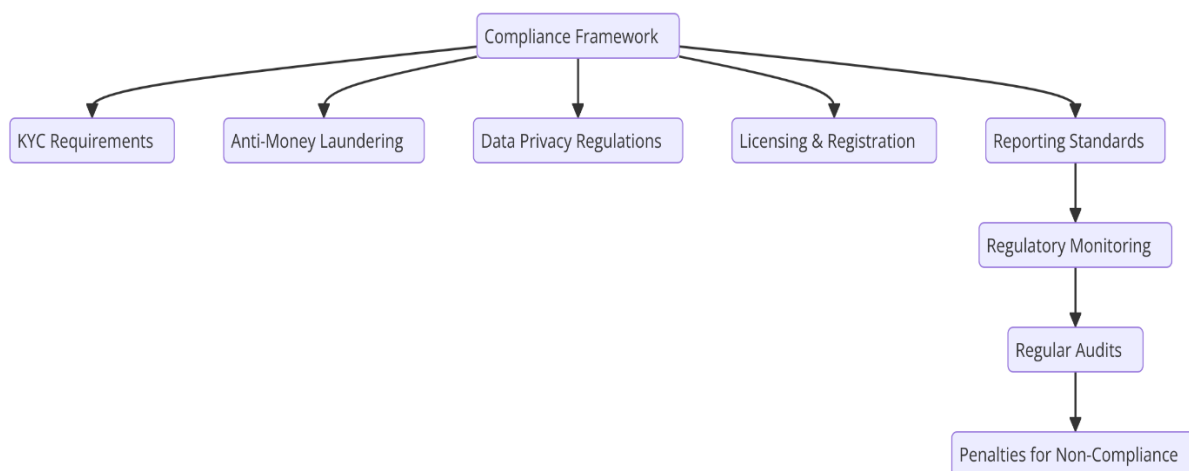 Compliance Framework
KYC Requirements
Anti-Money Laundering
Data Privacy Regulations
Licensing & Registration
Reporting Standards
Regulatory Monitoring
Regular Audits
Penalties for Non-Compliance